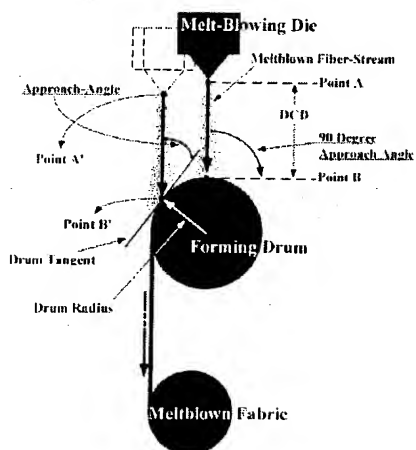 Melt-Blowing Die
Meltblown Fiber-Stream
Point A
Approach-Angle
DCD
90 Degree
Approach Angle
Point A'
Point B
Point B'
Drum Tangent
Forming Drum
Drum Radius
Meltblown Fabric